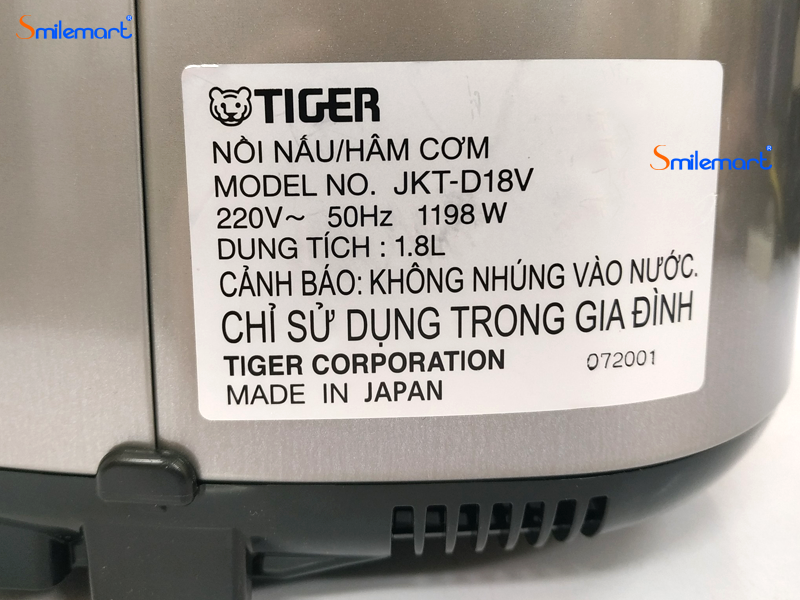 Smilemart
TIGER
NỒI NẤU/HÂM CƠM
Smilemart
MODEL NO. JKT-D18V
220V~ 50Hz 1198 W
DUNG TÍCH : 1.8L
CẢNH BÁO: KHÔNG NHÚNG VÀO NƯỚC.
CHỈ SỬ DỤNG TRONG GIA ĐÌNH
TIGER CORPORATION 072001
MADE IN JAPAN